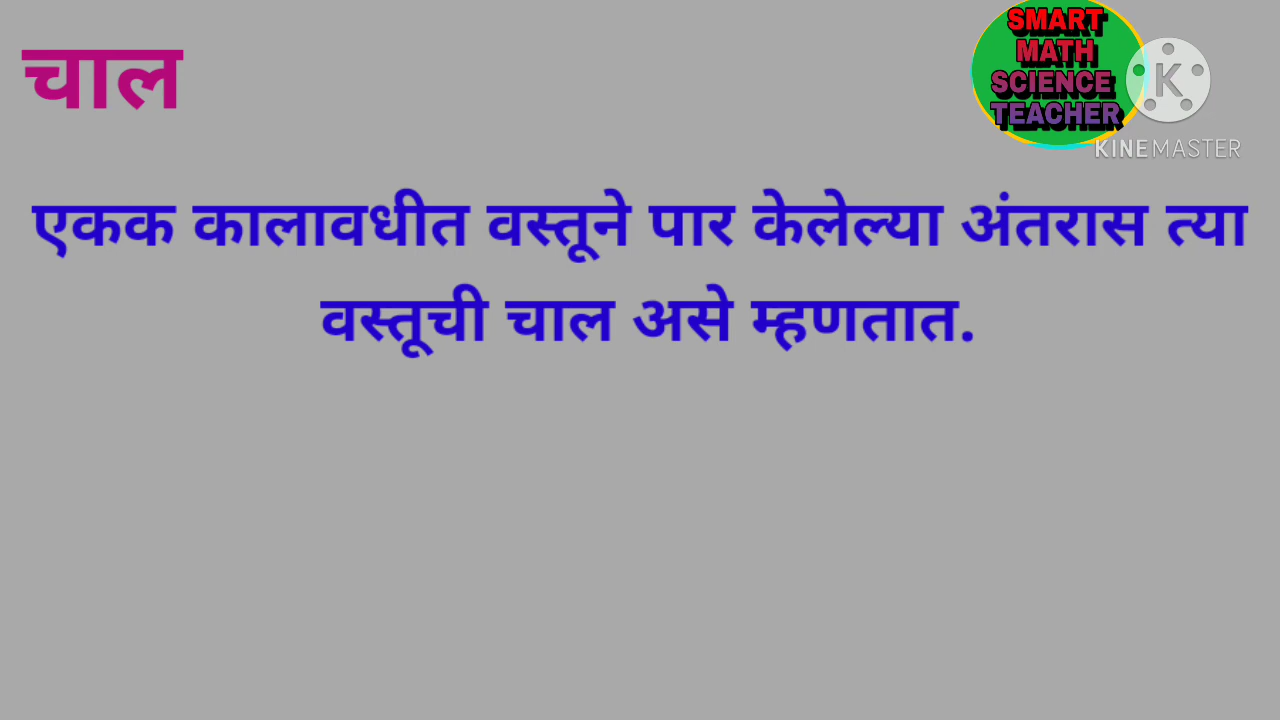 चाल
SMART
MATH
SCIENCE
TEACHER
K
KINEMASTER
एकक कालावधीत वस्तूने पार केलेल्या अंतरास त्या
वस्तूची चाल असे म्हणतात.